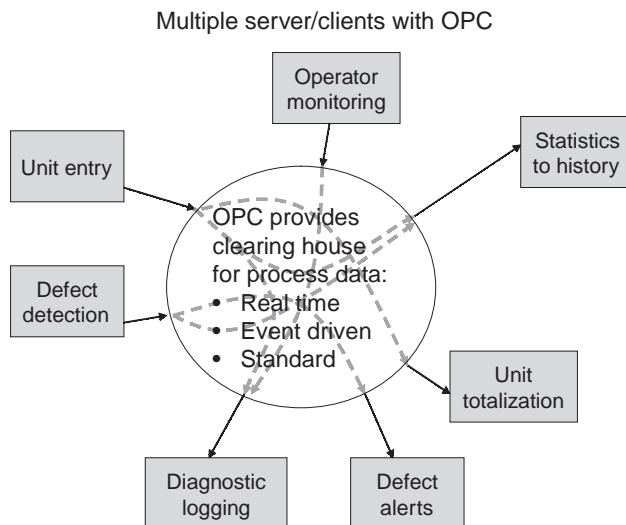 Multiple server/clients with OPC
Operator
monitoring
Statistics
to history
Unit entry
OPC provides
clearing house
for process data:
• Real time
• Event driven
• Standard
Defect
detection
Unit
totalization
Diagnostic
logging
Defect
alerts